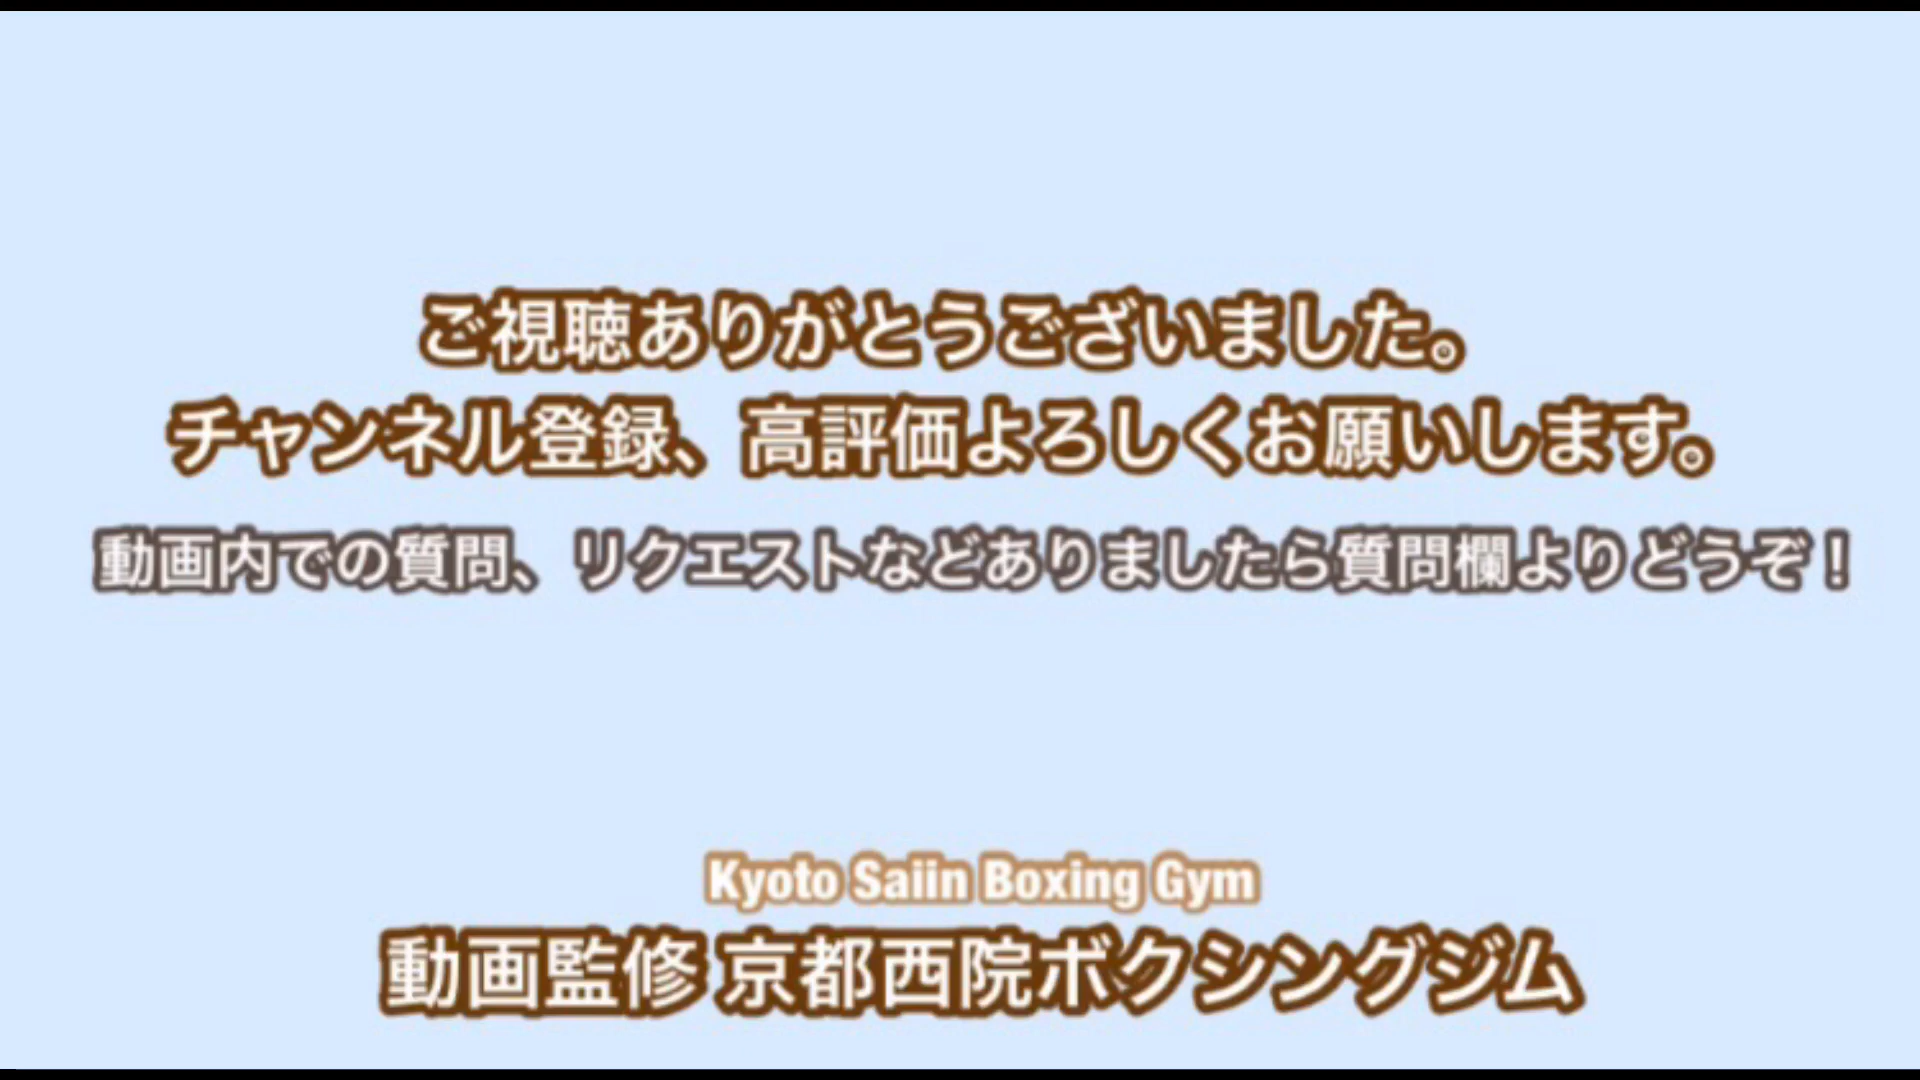 ご視聴ありがとうございました。
チャンネル登録、高評価よろしくお願いします。
動画内での質問、リクエストなどありましたら質問欄よりどうぞ！
Kyoto Saiin Boxing Gym
動画監修 京都西院ボクシングジム